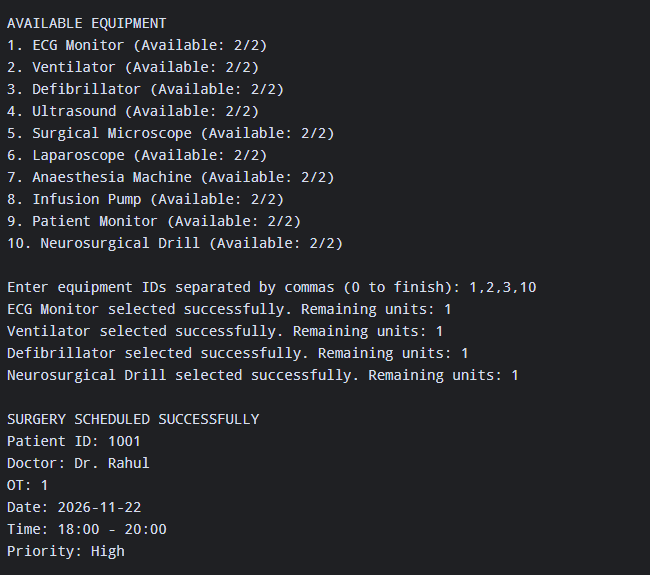 AVAILABLE EQUIPMENT
1. ECG Monitor (Available: 2/2)
2. Ventilator (Available: 2/2)
3. Defibrillator (Available: 2/2)
4. Ultrasound (Available: 2/2)
5. Surgical Microscope (Available: 2/2)
6. Laparoscope (Available: 2/2)
7. Anaesthesia Machine (Available: 2/2)
8. Infusion Pump (Available: 2/2)
9. Patient Monitor (Available: 2/2)
10. Neurosurgical Drill (Available: 2/2)
Enter equipment IDs separated by commas (0 to finish): 1,2,3,10
ECG Monitor selected successfully. Remaining units: 1
Ventilator selected successfully. Remaining units: 1
Defibrillator selected successfully. Remaining units: 1
Neurosurgical Drill selected successfully. Remaining units: 1
SURGERY SCHEDULED SUCCESSFULLY
Patient ID: 1001
Doctor: Dr. Rahul
OT: 1
Date: 2026-11-22
Time: 18:00 - 20:00
Priority: High